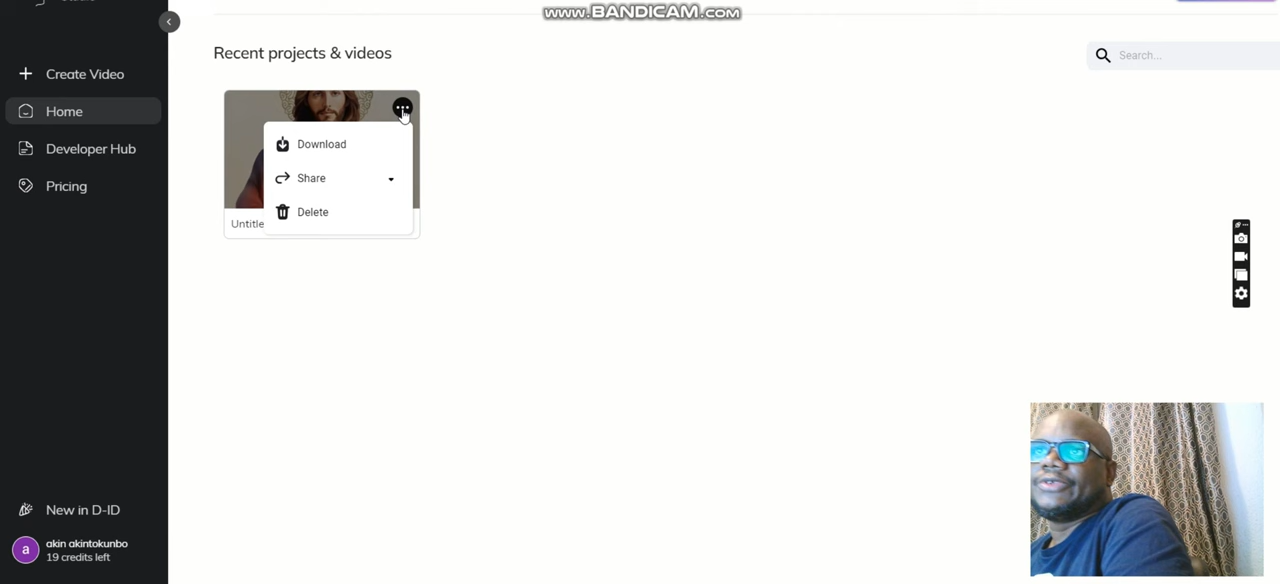 www.BANDICAM.com
Recent projects & videos
Search...
Create Video
Home
Developer Hub
Pricing
Download
Share
Delete
Untitle
New in D-ID
a
akin akintokunbo
19 credits left